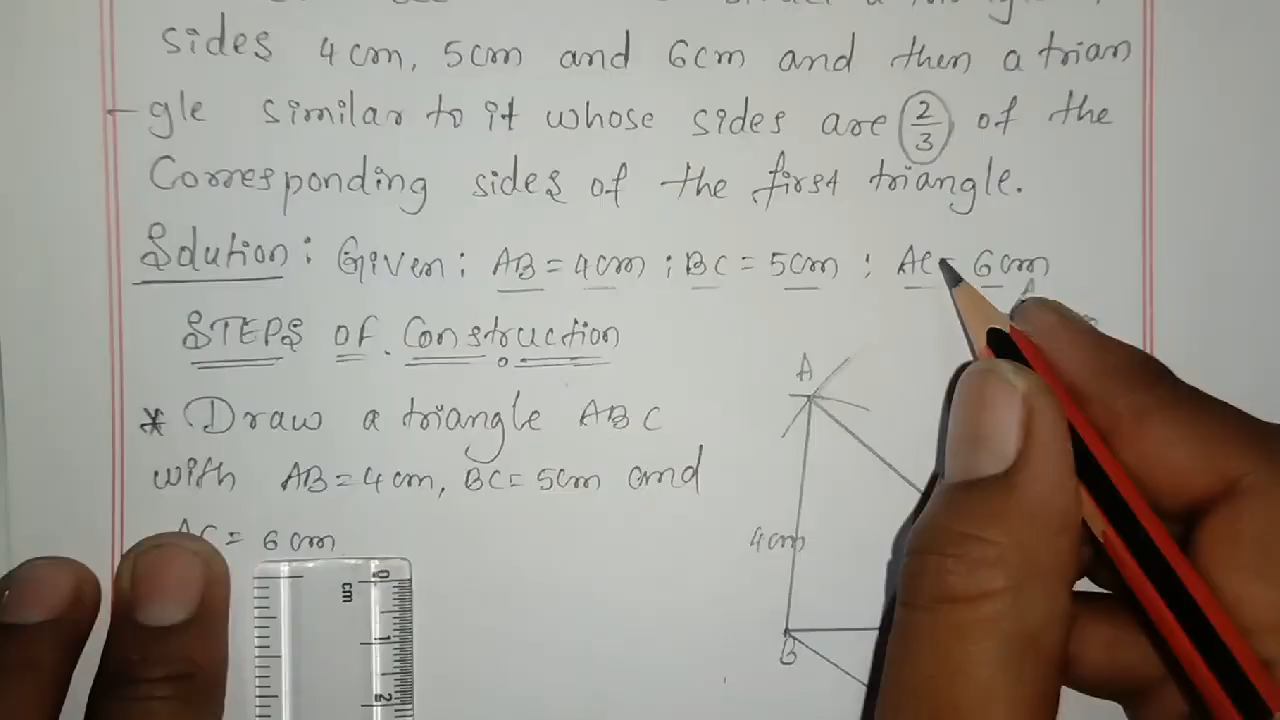 sides 4cm, 5cm and 6cm and then a trian
-gle similar to it whose sides are 2/3 of the
Corresponding sides of the first triangle.
Solution: Given: AB = 4cm ; BC = 5cm ; AC = 6cm
STEPS of Construction
* Draw a triangle ABC
with AB = 4cm, BC = 5cm and
AC = 6cm
A
4cm
B
cm 0 1 2